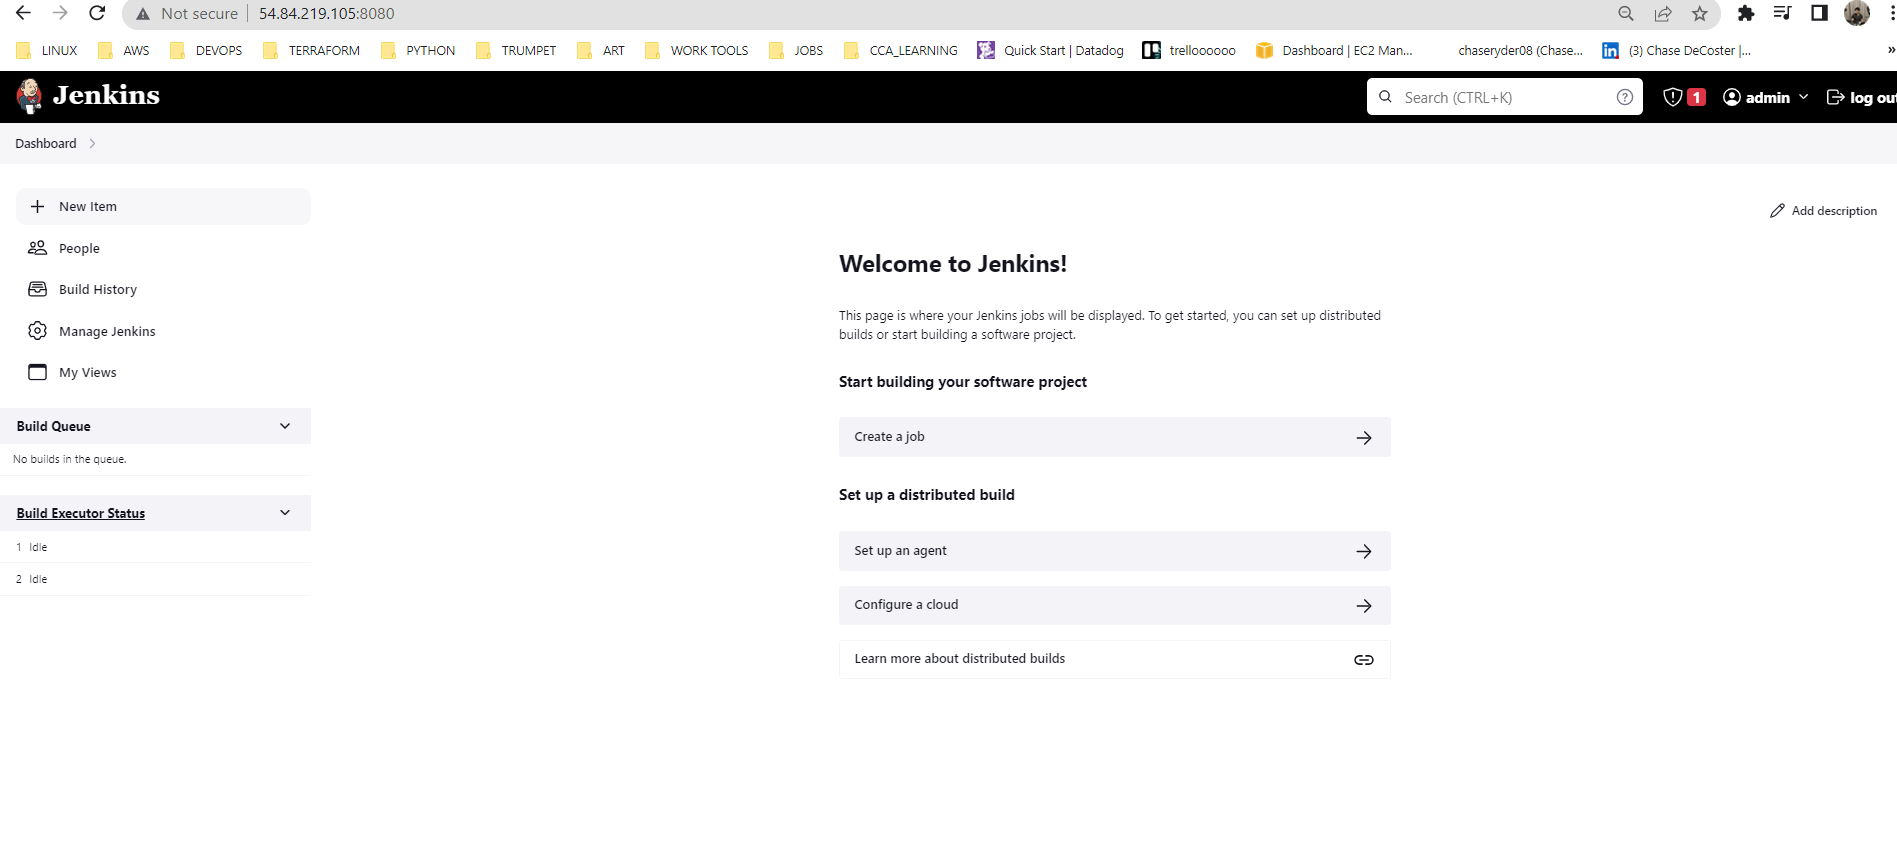 Not secure 54.84.219.105:8080
LINUX AWS DEVOPS TERRAFORM PYTHON TRUMPET ART WORK TOOLS JOBS CCA_LEARNING Quick Start | Datadog trelloooooo Dashboard | EC2 Man... chaseryder08 (Chase... (3) Chase DeCoster |... »
Jenkins Search (CTRL+K) 1 admin log out
Dashboard
New Item
Add description
People
Build History
Manage Jenkins
My Views
Build Queue
No builds in the queue.
Build Executor Status
1 Idle
2 Idle
Welcome to Jenkins!
This page is where your Jenkins jobs will be displayed. To get started, you can set up distributed
builds or start building a software project.
Start building your software project
Create a job
Set up a distributed build
Set up an agent
Configure a cloud
Learn more about distributed builds